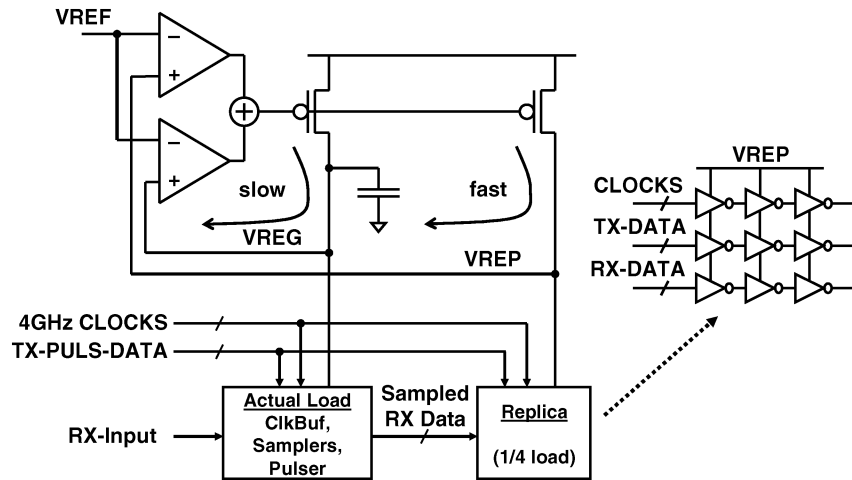 VREF
−
+
−
+
+
slow
fast
VREG
VREP
VREP
CLOCKS
TX-DATA
RX-DATA
4GHz CLOCKS
TX-PULS-DATA
RX-Input
Actual Load
ClkBuf,
Samplers,
Pulser
Sampled
RX Data
Replica
(1/4 load)